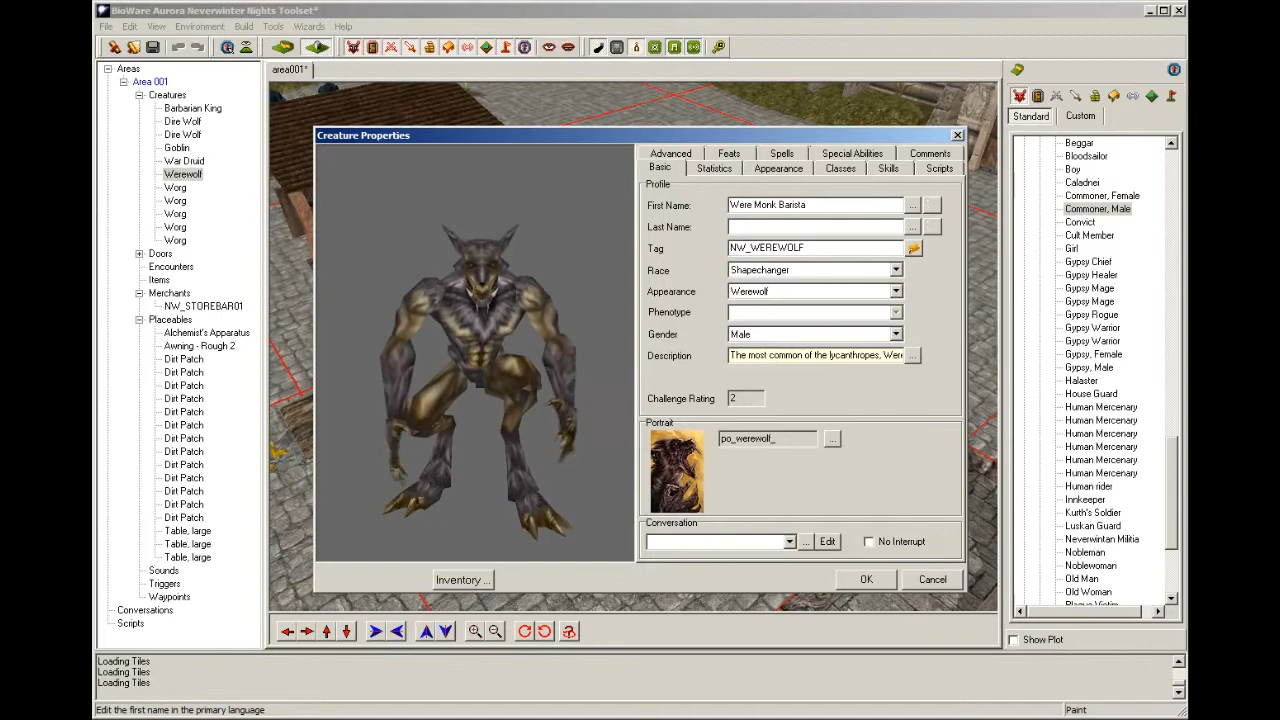 BioWare Aurora Neverwinter Nights Toolset*
File Edit View Environment Build Tools Wizards Help
Areas
Area 001
Creatures
Barbarian King
Dire Wolf
Dire Wolf
Goblin
War Druid
Werewolf
Worg
Worg
Worg
Worg
Worg
Doors
Encounters
Items
Merchants
NW_STOREBAR01
Placeables
Alchemist's Apparatus
Awning - Rough 2
Dirt Patch
Dirt Patch
Dirt Patch
Dirt Patch
Dirt Patch
Dirt Patch
Dirt Patch
Dirt Patch
Dirt Patch
Dirt Patch
Dirt Patch
Dirt Patch
Dirt Patch
Table, large
Table, large
Table, large
Sounds
Triggers
Waypoints
Conversations
Scripts
area001*
Creature Properties
Advanced Feats Spells Special Abilities Comments
Basic Statistics Appearance Classes Skills Scripts
Profile
First Name: Were Monk Barista ...
Last Name: ...
Tag NW_WEREWOLF
Race Shapechanger
Appearance Werewolf
Phenotype
Gender Male
Description The most common of the lycanthropes, Were ...
Challenge Rating 2
Portrait
po_werewolf_ ...
Conversation
... Edit No Interrupt
Inventory ... OK Cancel
Standard Custom
Beggar
Bloodsailor
Boy
Caladnei
Commoner, Female
Commoner, Male
Convict
Cult Member
Girl
Gypsy Chief
Gypsy Healer
Gypsy Mage
Gypsy Mage
Gypsy Rogue
Gypsy Warrior
Gypsy, Female
Gypsy, Male
Halaster
House Guard
Human Mercenary
Human Mercenary
Human Mercenary
Human Mercenary
Human Mercenary
Human Mercenary
Human rider
Innkeeper
Kurth's Soldier
Luskan Guard
Neverwintan Militia
Nobleman
Noblewoman
Old Man
Old Woman
Plague Victim
Show Plot
Loading Tiles
Loading Tiles
Loading Tiles
Edit the first name in the primary language
Paint